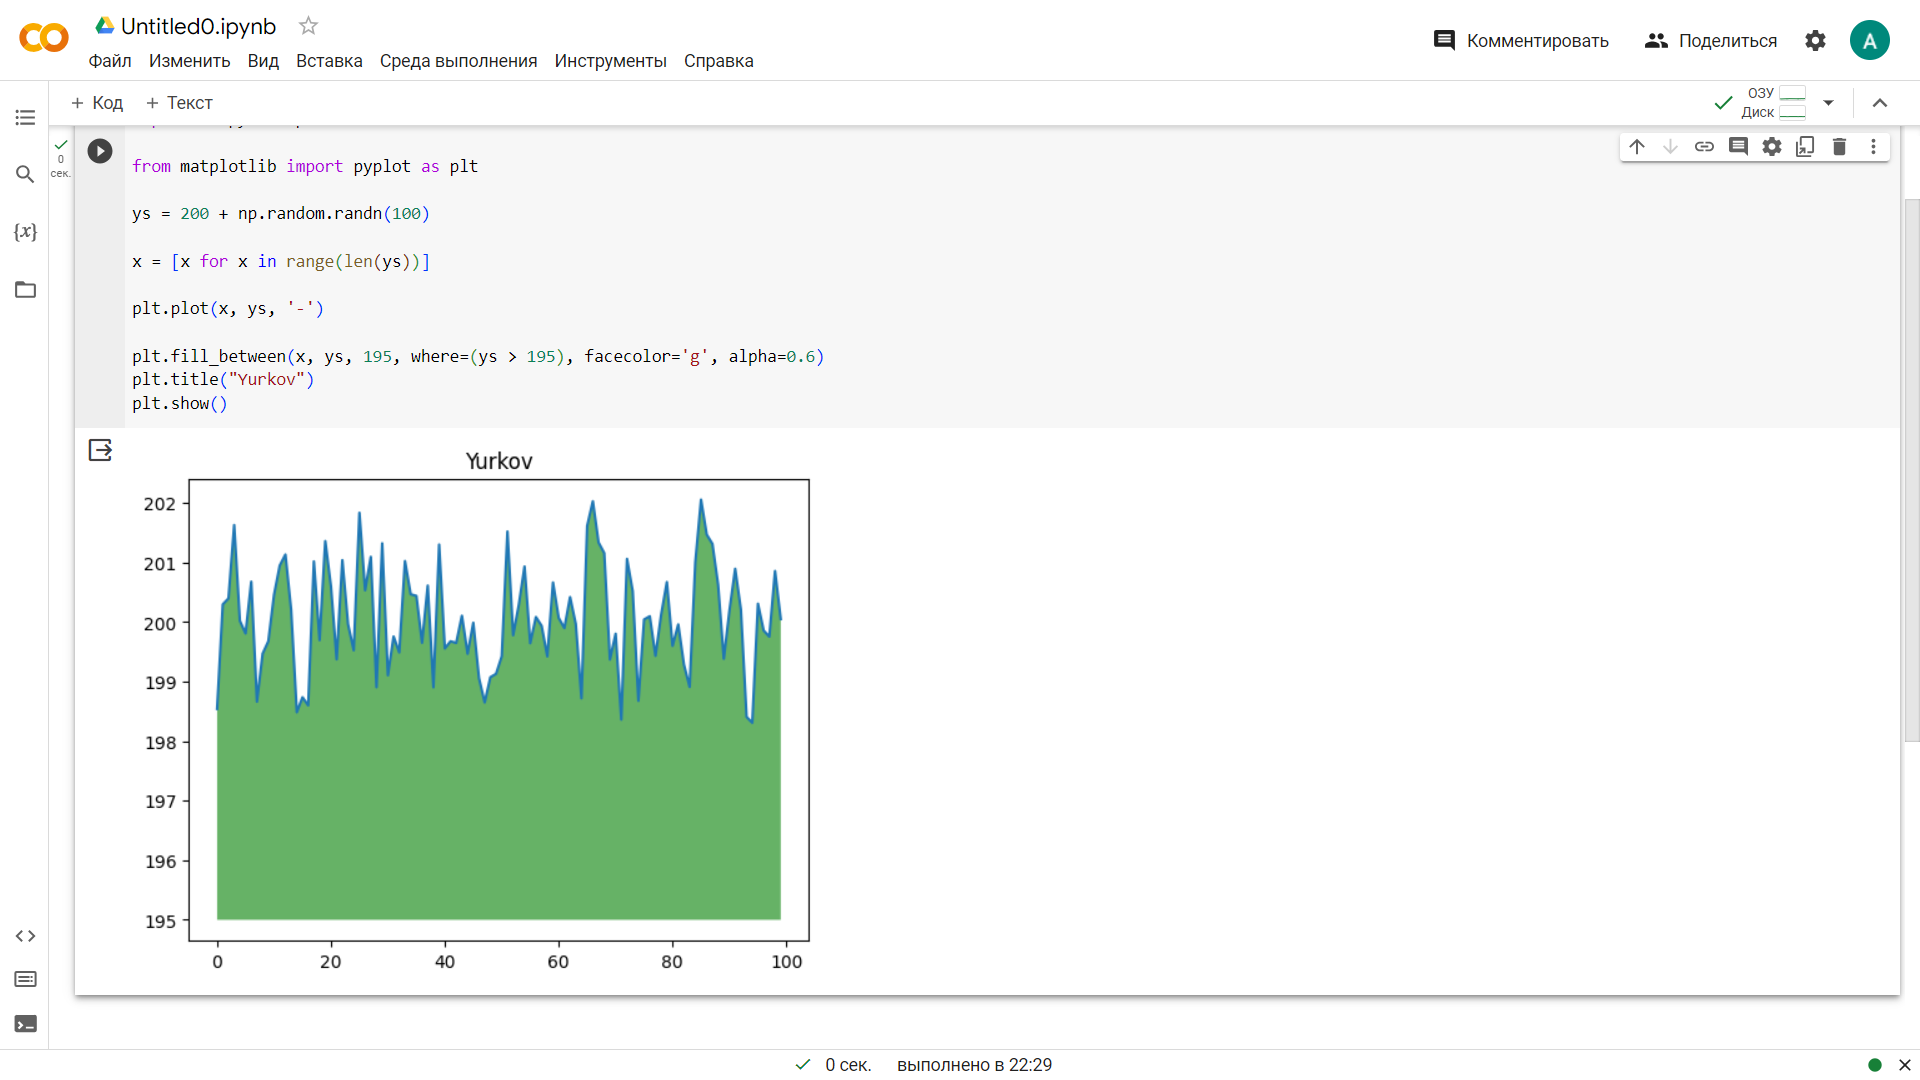 Untitled0.ipynb
Файл Изменить Вид Вставка Среда выполнения Инструменты Справка
Комментировать Поделиться A
+ Код + Текст
ОЗУ
Диск
0
сек.
from matplotlib import pyplot as plt
ys = 200 + np.random.randn(100)
x = [x for x in range(len(ys))]
plt.plot(x, ys, '-')
plt.fill_between(x, ys, 195, where=(ys > 195), facecolor='g', alpha=0.6)
plt.title("Yurkov")
plt.show()
{x}
Yurkov
202
201
200
199
198
197
196
195
0 20 40 60 80 100
0 сек. выполнено в 22:29